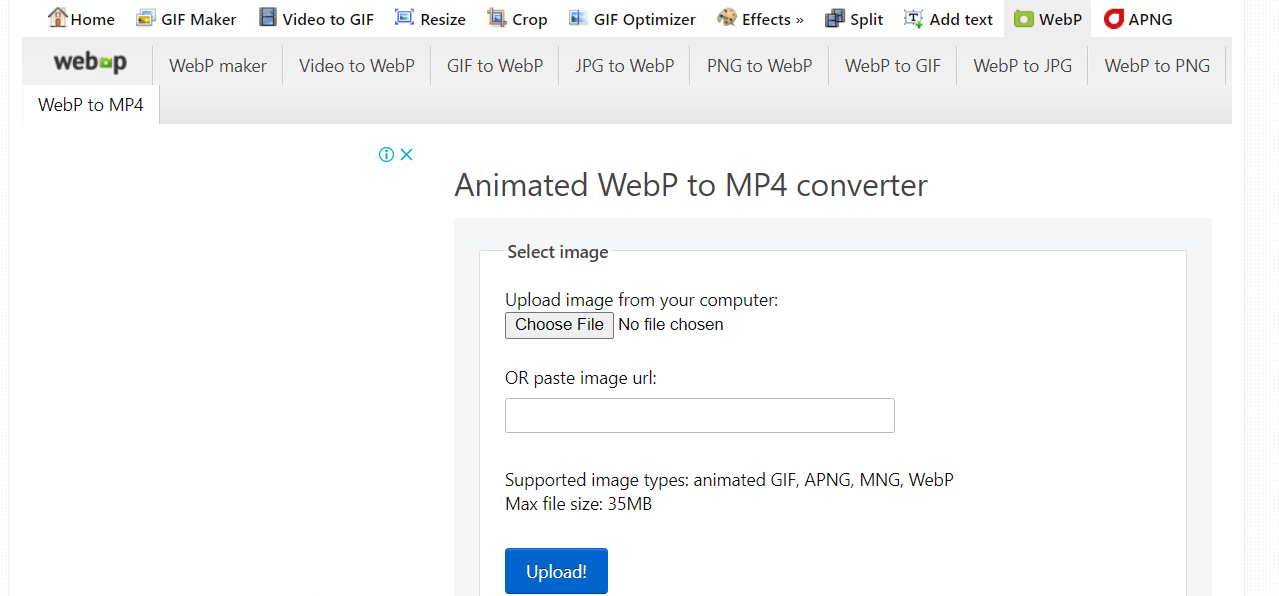 Home GIF Maker Video to GIF Resize Crop GIF Optimizer Effects » Split Add text WebP APNG
webp WebP maker Video to WebP GIF to WebP JPG to WebP PNG to WebP WebP to GIF WebP to JPG WebP to PNG
WebP to MP4
Animated WebP to MP4 converter
Select image
Upload image from your computer:
Choose File No file chosen
OR paste image url:
Supported image types: animated GIF, APNG, MNG, WebP
Max file size: 35MB
Upload!